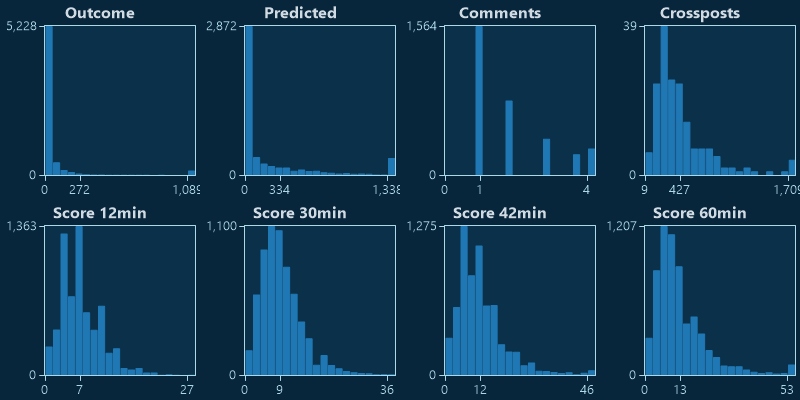 Outcome
5,228
0
0 272 1,089
Predicted
2,872
0
0 334 1,338
Comments
1,564
0
0 1 4
Crossposts
39
0
9 427 1,709
Score 12min
1,363
0
0 7 27
Score 30min
1,100
0
0 9 36
Score 42min
1,275
0
0 12 46
Score 60min
1,207
0
0 13 53